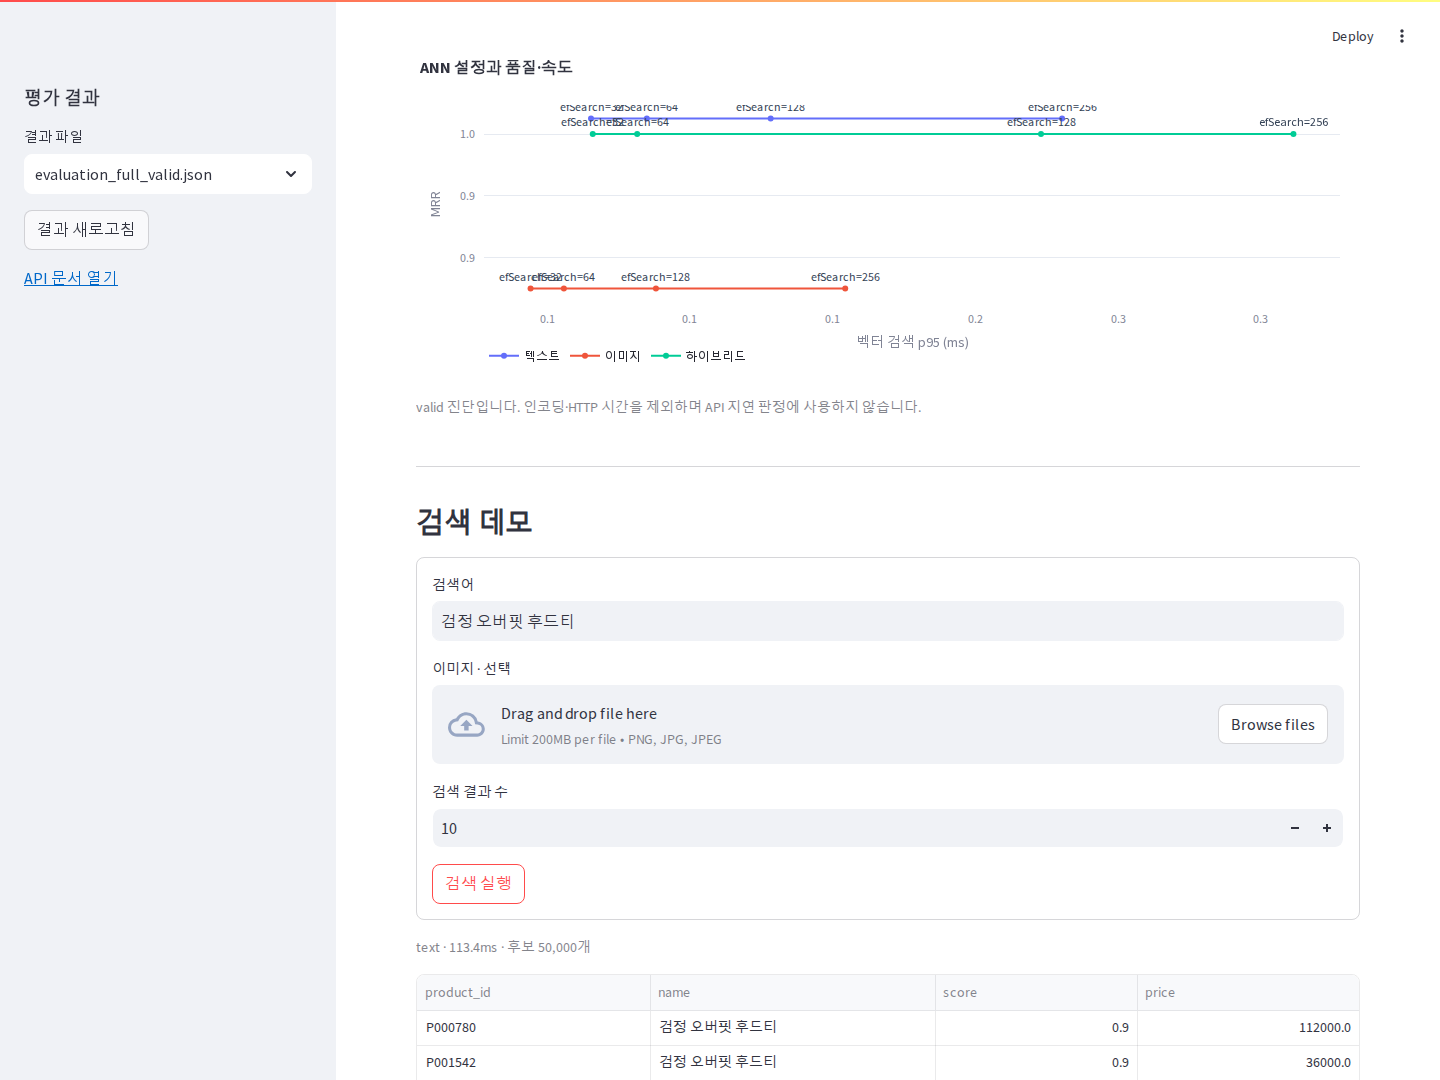 Deploy
평가 결과
결과 파일
evaluation_full_valid.json
결과 새로고침
API 문서 열기
ANN 설정과 품질·속도
efSearch=32 efSearch=64 efSearch=128 efSearch=256
efSearch=32 efSearch=64 efSearch=128 efSearch=256
1.0
0.9
MRR
0.9
efSearch=32 efSearch=64 efSearch=128 efSearch=256
0.1 0.1 0.1 0.2 0.3 0.3
벡터 검색 p95 (ms)
텍스트 이미지 하이브리드
valid 진단입니다. 인코딩·HTTP 시간을 제외하며 API 지연 판정에 사용하지 않습니다.
검색 데모
검색어
검정 오버핏 후드티
이미지 · 선택
Drag and drop file here
Limit 200MB per file • PNG, JPG, JPEG
Browse files
검색 결과 수
10
검색 실행
text · 113.4ms · 후보 50,000개
product_id name score price
P000780 검정 오버핏 후드티 0.9 112000.0
P001542 검정 오버핏 후드티 0.9 36000.0